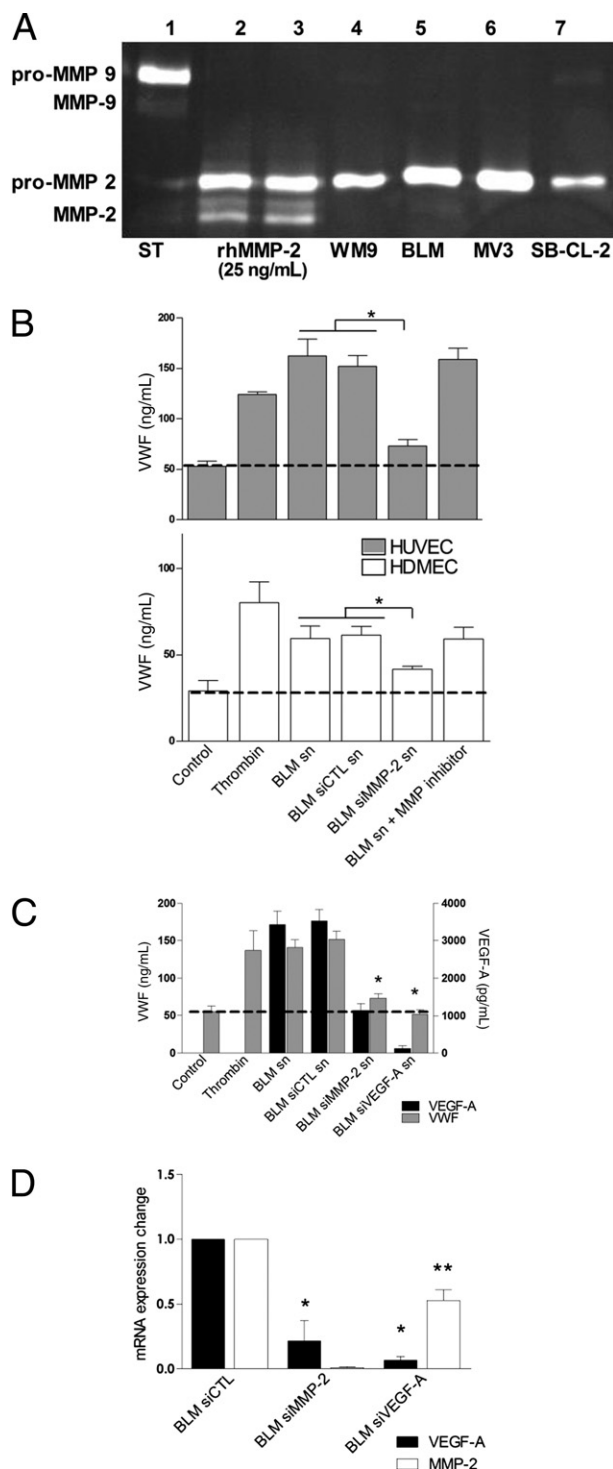 A
1 2 3 4 5 6 7
pro-MMP 9
MMP-9
pro-MMP 2
MMP-2
ST rhMMP-2 WM9 BLM MV3 SB-CL-2
(25 ng/mL)
B
*
200
150
100
50
0
VWF (ng/mL)
HUVEC
HDMEC
*
100
50
0
VWF (ng/mL)
Control
Thrombin
BLM sn
BLM siCTL sn
BLM siMMP-2 sn
BLM sn + MMP inhibitor
C
200
150
100
50
0
VWF (ng/mL)
4000
3000
2000
1000
0
VEGF-A (pg/mL)
* *
Control
Thrombin
BLM sn
BLM siCTL sn
BLM siMMP-2 sn
BLM siVEGF-A sn
VEGF-A
VWF
D
1.5
1.0
0.5
0.0
mRNA expression change
* * **
BLM siCTL
BLM siMMP-2
BLM siVEGF-A
VEGF-A
MMP-2